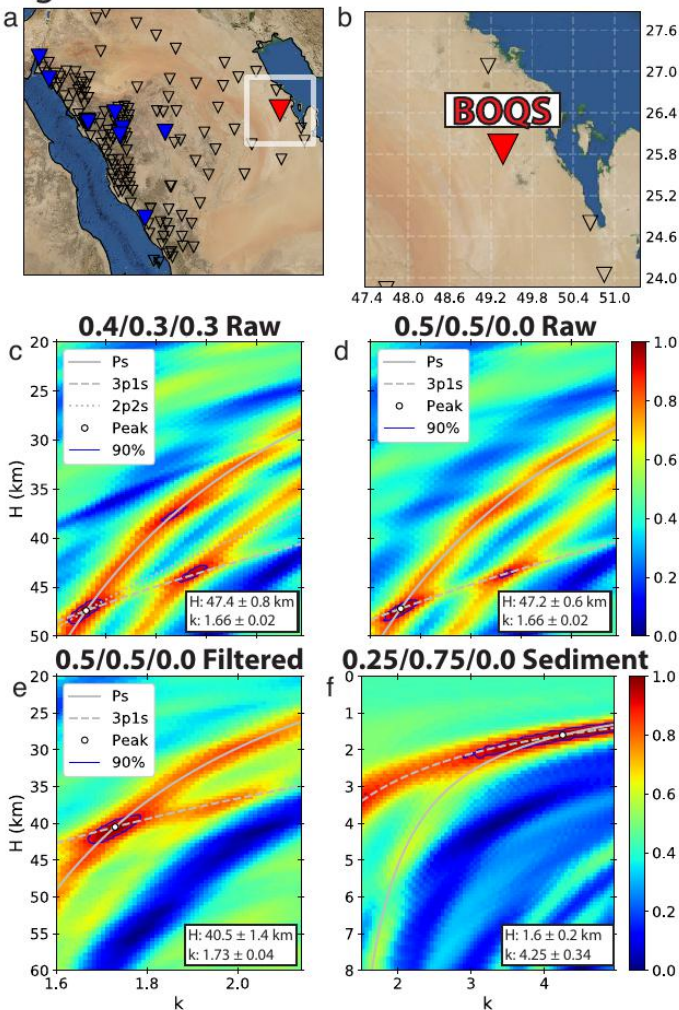 a
b
BOQS
27.6
27.0
26.4
25.8
25.2
24.6
24.0
47.4 48.0 48.6 49.2 49.8 50.4 51.0
0.4/0.3/0.3 Raw
0.5/0.5/0.0 Raw
c
d
20
25
30
35
40
45
50
H (km)
Ps
3p1s
2p2s
Peak
90%
H: 47.4 ± 0.8 km
k: 1.66 ± 0.02
Ps
3p1s
Peak
90%
H: 47.2 ± 0.6 km
k: 1.66 ± 0.02
1.0
0.8
0.6
0.4
0.2
0.0
0.5/0.5/0.0 Filtered
0.25/0.75/0.0 Sediment
e
f
20
25
30
35
40
45
50
55
60
H (km)
Ps
3p1s
Peak
90%
H: 40.5 ± 1.4 km
k: 1.73 ± 0.04
1.6 1.8 2.0
k
0
1
2
3
4
5
6
7
8
H: 1.6 ± 0.2 km
k: 4.25 ± 0.34
2 3 4
k
1.0
0.8
0.6
0.4
0.2
0.0